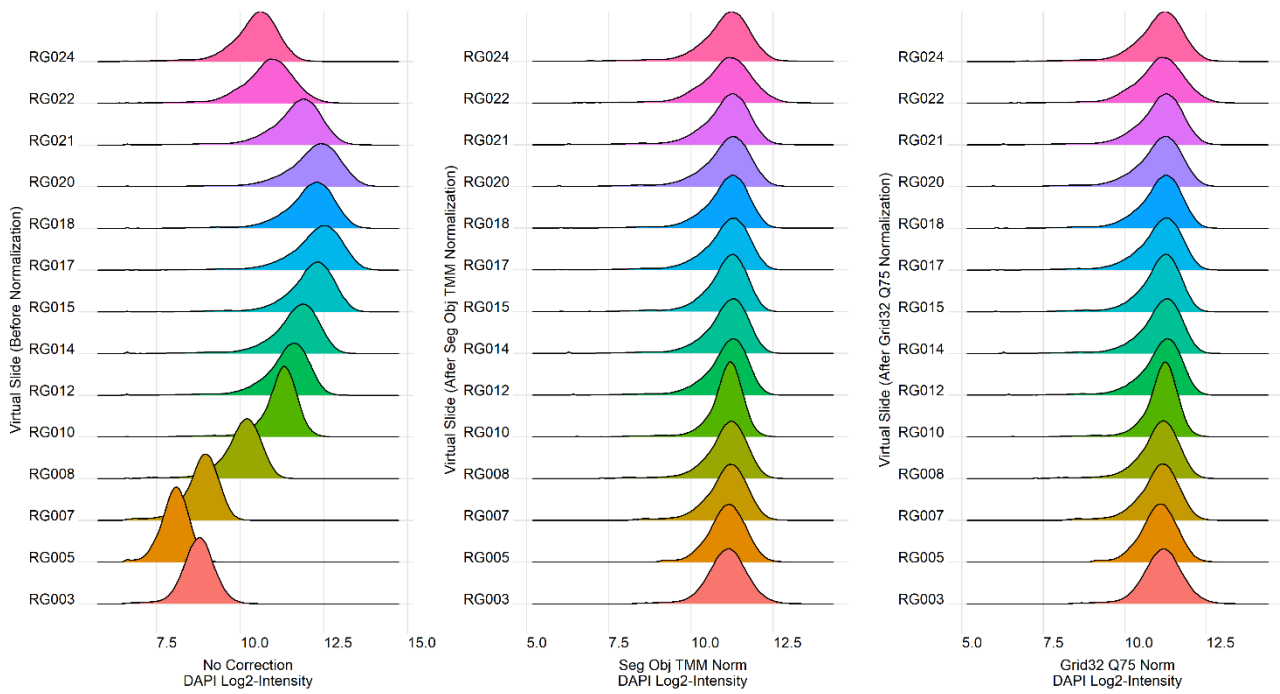 Virtual Slide (Before Normalization)
RG024
RG022
RG021
RG020
RG018
RG017
RG015
RG014
RG012
RG010
RG008
RG007
RG005
RG003
7.5 10.0 12.5 15.0
No Correction
DAPI Log2-Intensity
Virtual Slide (After Seg Obj TMM Normalization)
RG024
RG022
RG021
RG020
RG018
RG017
RG015
RG014
RG012
RG010
RG008
RG007
RG005
RG003
5.0 7.5 10.0 12.5
Seg Obj TMM Norm
DAPI Log2-Intensity
Virtual Slide (After Grid32 Q75 Normalization)
RG024
RG022
RG021
RG020
RG018
RG017
RG015
RG014
RG012
RG010
RG008
RG007
RG005
RG003
5.0 7.5 10.0 12.5
Grid32 Q75 Norm
DAPI Log2-Intensity